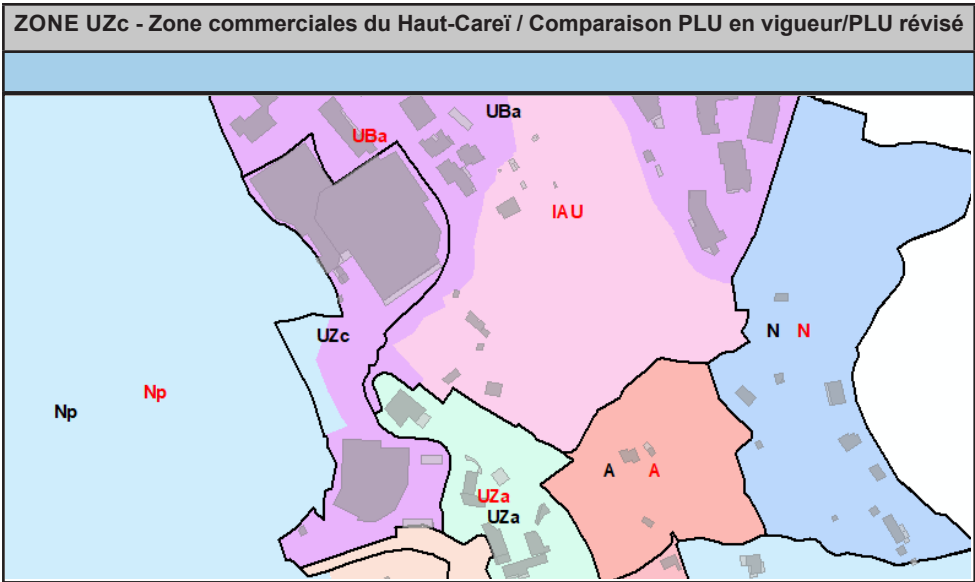 ZONE UZc - Zone commerciales du Haut-Careï / Comparaison PLU en vigueur/PLU révisé
UBa
UBa
IAU
UZc
N N
Np
Np
A A
UZa
UZa